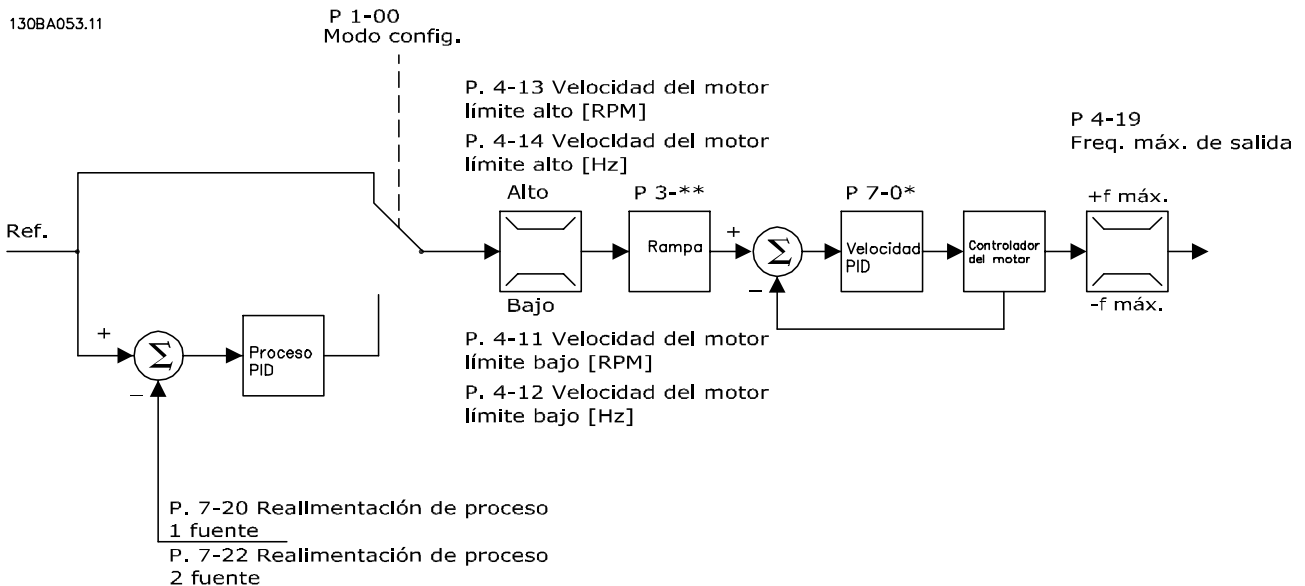 130BA053.11
P 1-00
Modo config.
P. 4-13 Velocidad del motor
límite alto [RPM]
P. 4-14 Velocidad del motor
límite alto [Hz]
P 4-19
Freq. máx. de salida
Alto
P 3-**
P 7-0*
+f máx.
Ref.
+
Rampa
Σ
Velocidad
PID
Controlador
del motor
−
Bajo
-f máx.
+
Σ
Proceso
PID
−
P. 4-11 Velocidad del motor
límite bajo [RPM]
P. 4-12 Velocidad del motor
límite bajo [Hz]
P. 7-20 Realimentación de proceso
1 fuente
P. 7-22 Realimentación de proceso
2 fuente